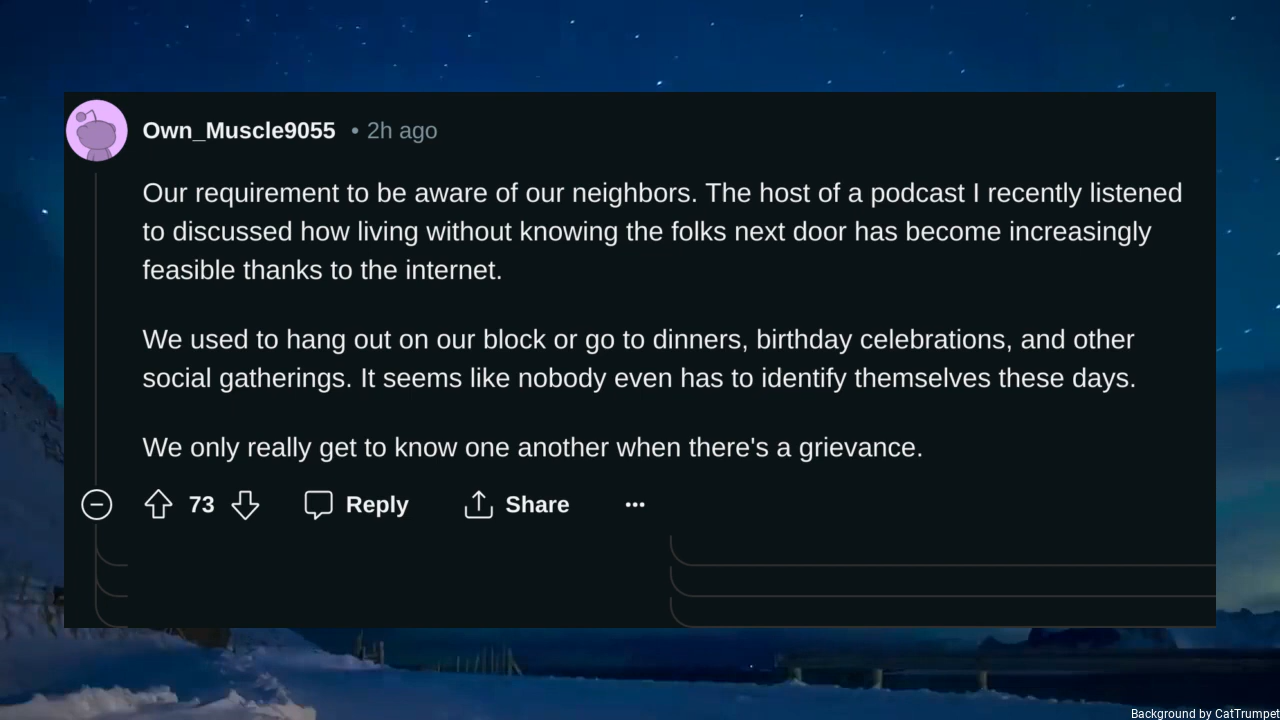 Own_Muscle9055 • 2h ago
Our requirement to be aware of our neighbors. The host of a podcast I recently listened
to discussed how living without knowing the folks next door has become increasingly
feasible thanks to the internet.
We used to hang out on our block or go to dinners, birthday celebrations, and other
social gatherings. It seems like nobody even has to identify themselves these days.
We only really get to know one another when there's a grievance.
73 Reply Share ...
Background by CatTrumpet